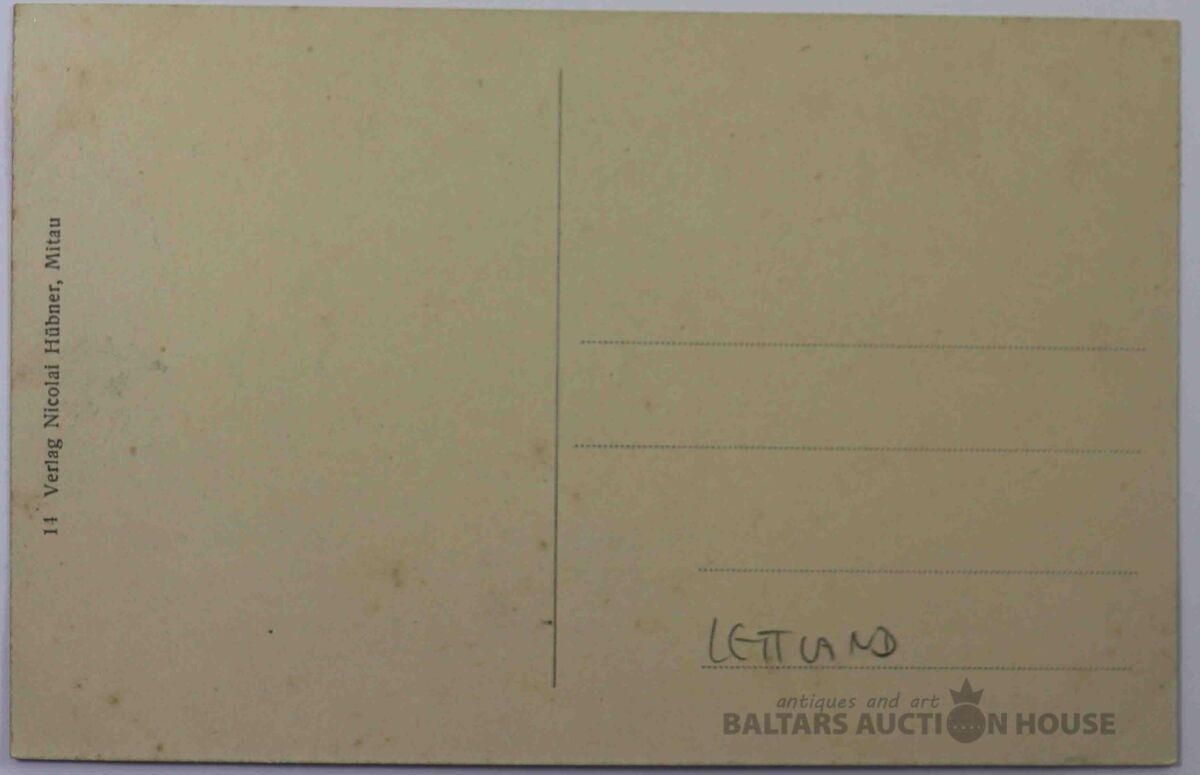 14 Verlag Nicolai Hübner, Mitau
LETTLAND
antiques and art
BALTARS AUCTION HOUSE